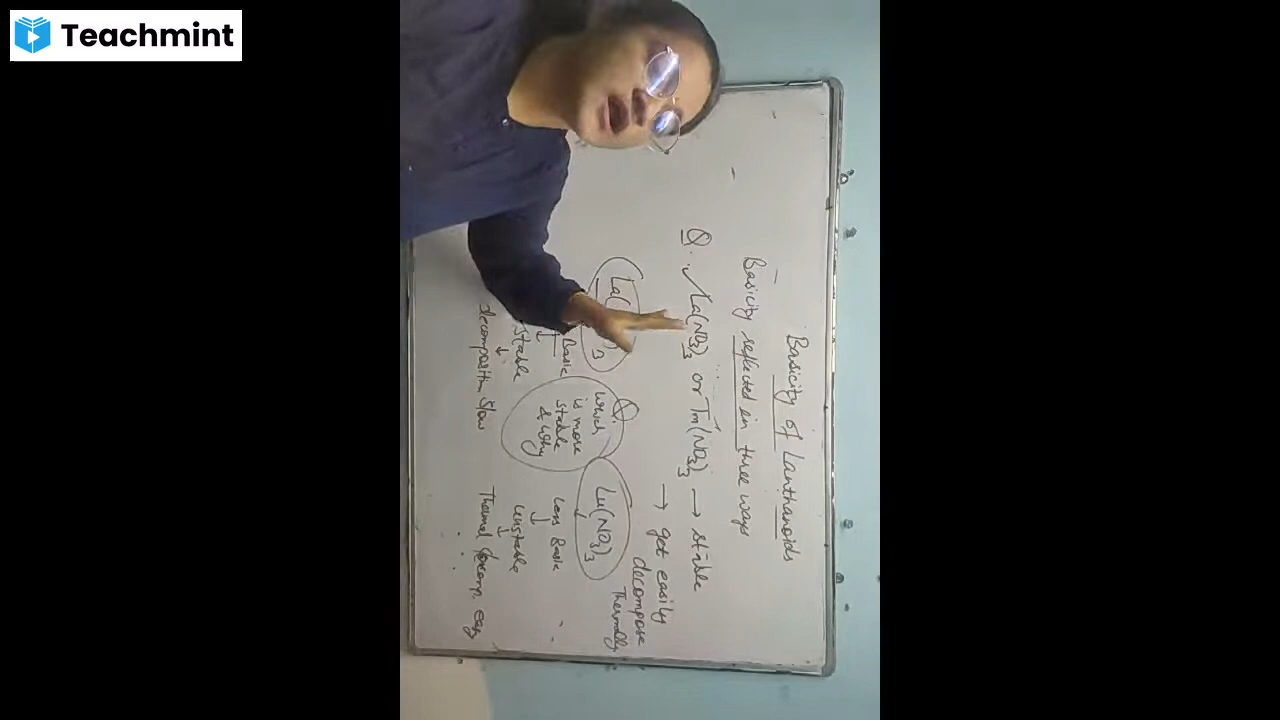 Teachmint
Basicity of Lanthanoids
Basicity reflected in three ways
Q. La(NO3)3 or Tm(NO3)3 → stable
→ get easily
decompose
Thermally
La( )3
Basic
↓
stable
↓
decomposition slow
Q.
which
is more
stable
& why
Lu(NO3)3
↓
Less Basic
↓
unstable
↓
Thermal decomp. easy